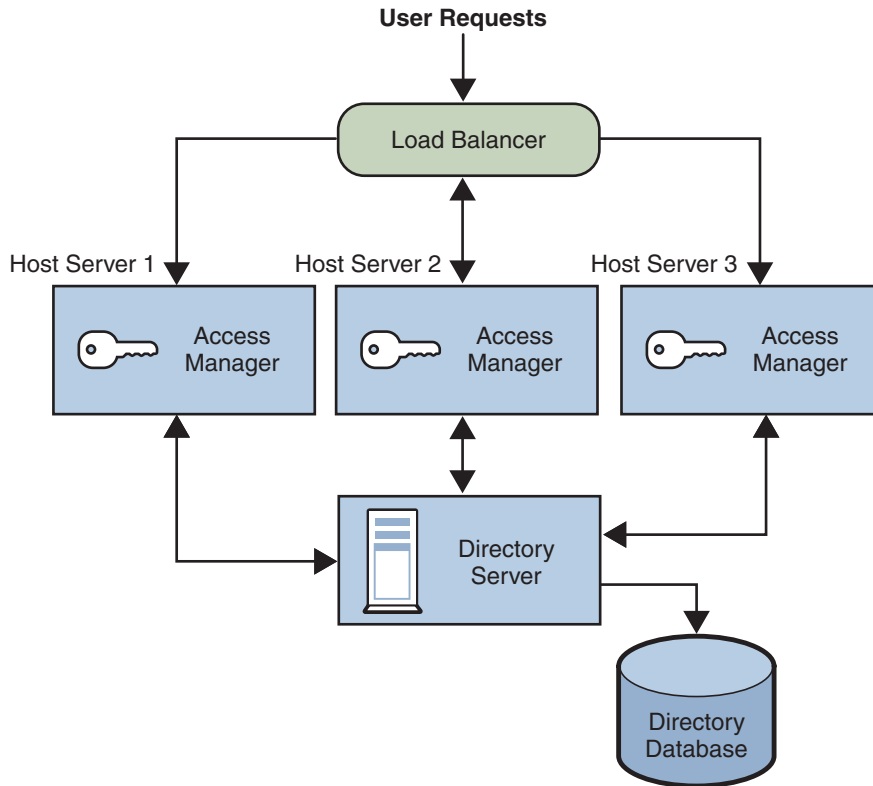 User Requests
Load Balancer
Host Server 1
Host Server 2
Host Server 3
Access
Manager
Access
Manager
Access
Manager
Directory
Server
Directory
Database